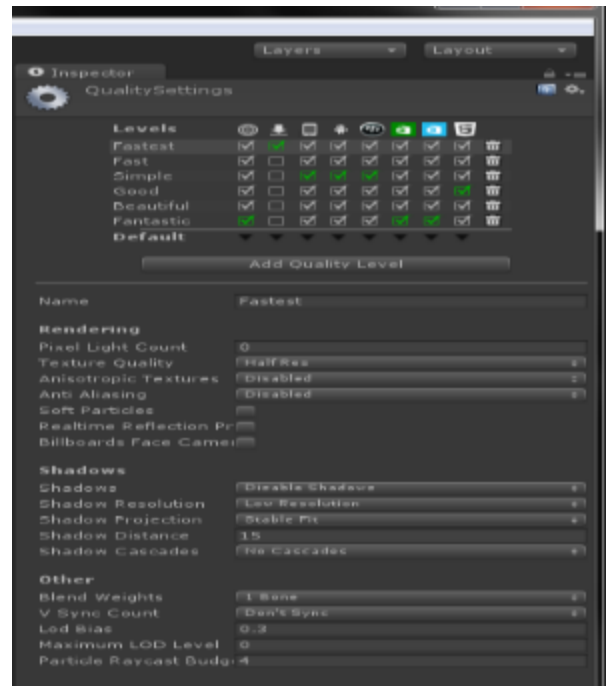 Layers Layout
Inspector
QualitySettings
Levels
Fastest
Fast
Simple
Good
Beautiful
Fantastic
Default
Add Quality Level
Name Fastest
Rendering
Pixel Light Count 0
Texture Quality Half Res
Anisotropic Textures Disabled
Anti Aliasing Disabled
Soft Particles
Realtime Reflection Pr
Billboards Face Camer
Shadows
Shadows Disable Shadows
Shadow Resolution Low Resolution
Shadow Projection Stable Fit
Shadow Distance 15
Shadow Cascades No Cascades
Other
Blend Weights 1 Bone
V Sync Count Don't Sync
Lod Bias 0.3
Maximum LOD Level 0
Particle Raycast Budg 4